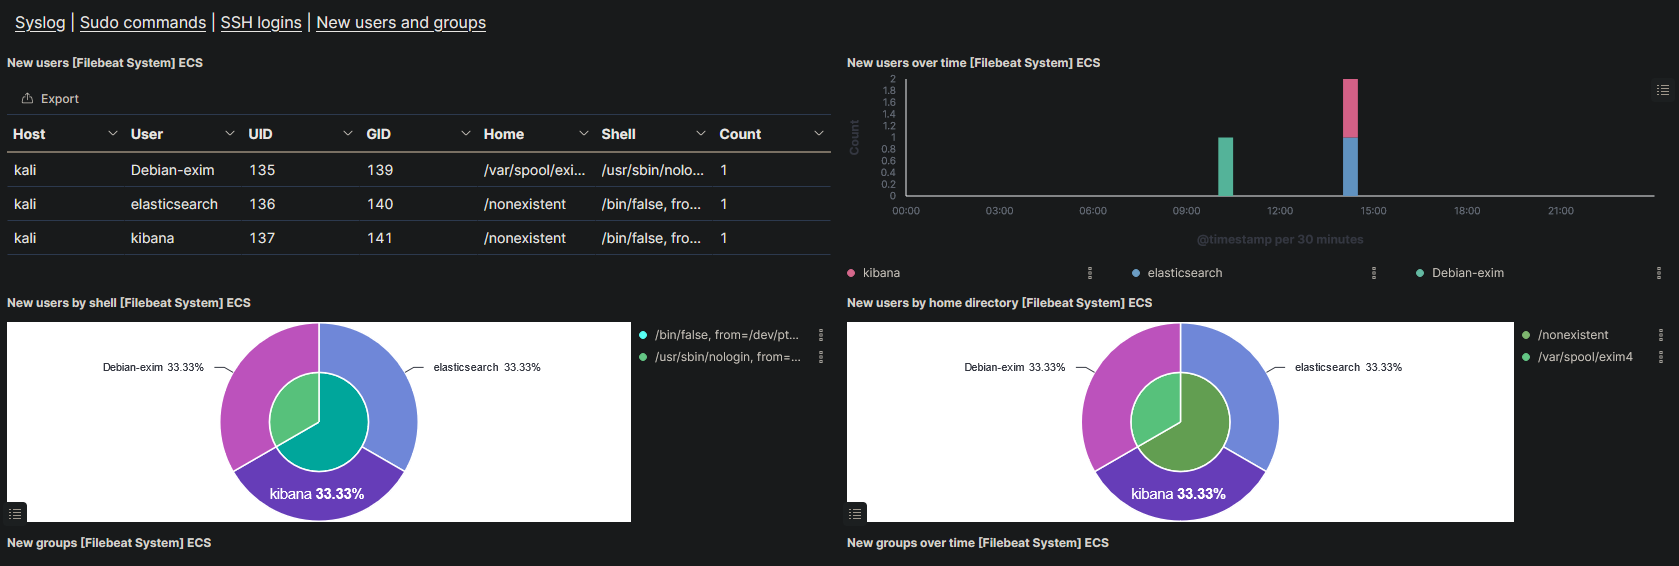 Syslog | Sudo commands | SSH logins | New users and groups
New users [Filebeat System] ECS
Export
Host User UID GID Home Shell Count
kali Debian-exim 135 139 /var/spool/exi... /usr/sbin/nolo... 1
kali elasticsearch 136 140 /nonexistent /bin/false, fro... 1
kali kibana 137 141 /nonexistent /bin/false, fro... 1
New users over time [Filebeat System] ECS
Count
2
1.8
1.6
1.4
1.2
1
0.8
0.6
0.4
0.2
0
00:00 03:00 06:00 09:00 12:00 15:00 18:00 21:00
@timestamp per 30 minutes
kibana elasticsearch Debian-exim
New users by shell [Filebeat System] ECS
Debian-exim 33.33% elasticsearch 33.33%
kibana 33.33%
/bin/false, from=/dev/pt...
/usr/sbin/nologin, from=...
New users by home directory [Filebeat System] ECS
Debian-exim 33.33% elasticsearch 33.33%
kibana 33.33%
/nonexistent
/var/spool/exim4
New groups [Filebeat System] ECS
New groups over time [Filebeat System] ECS